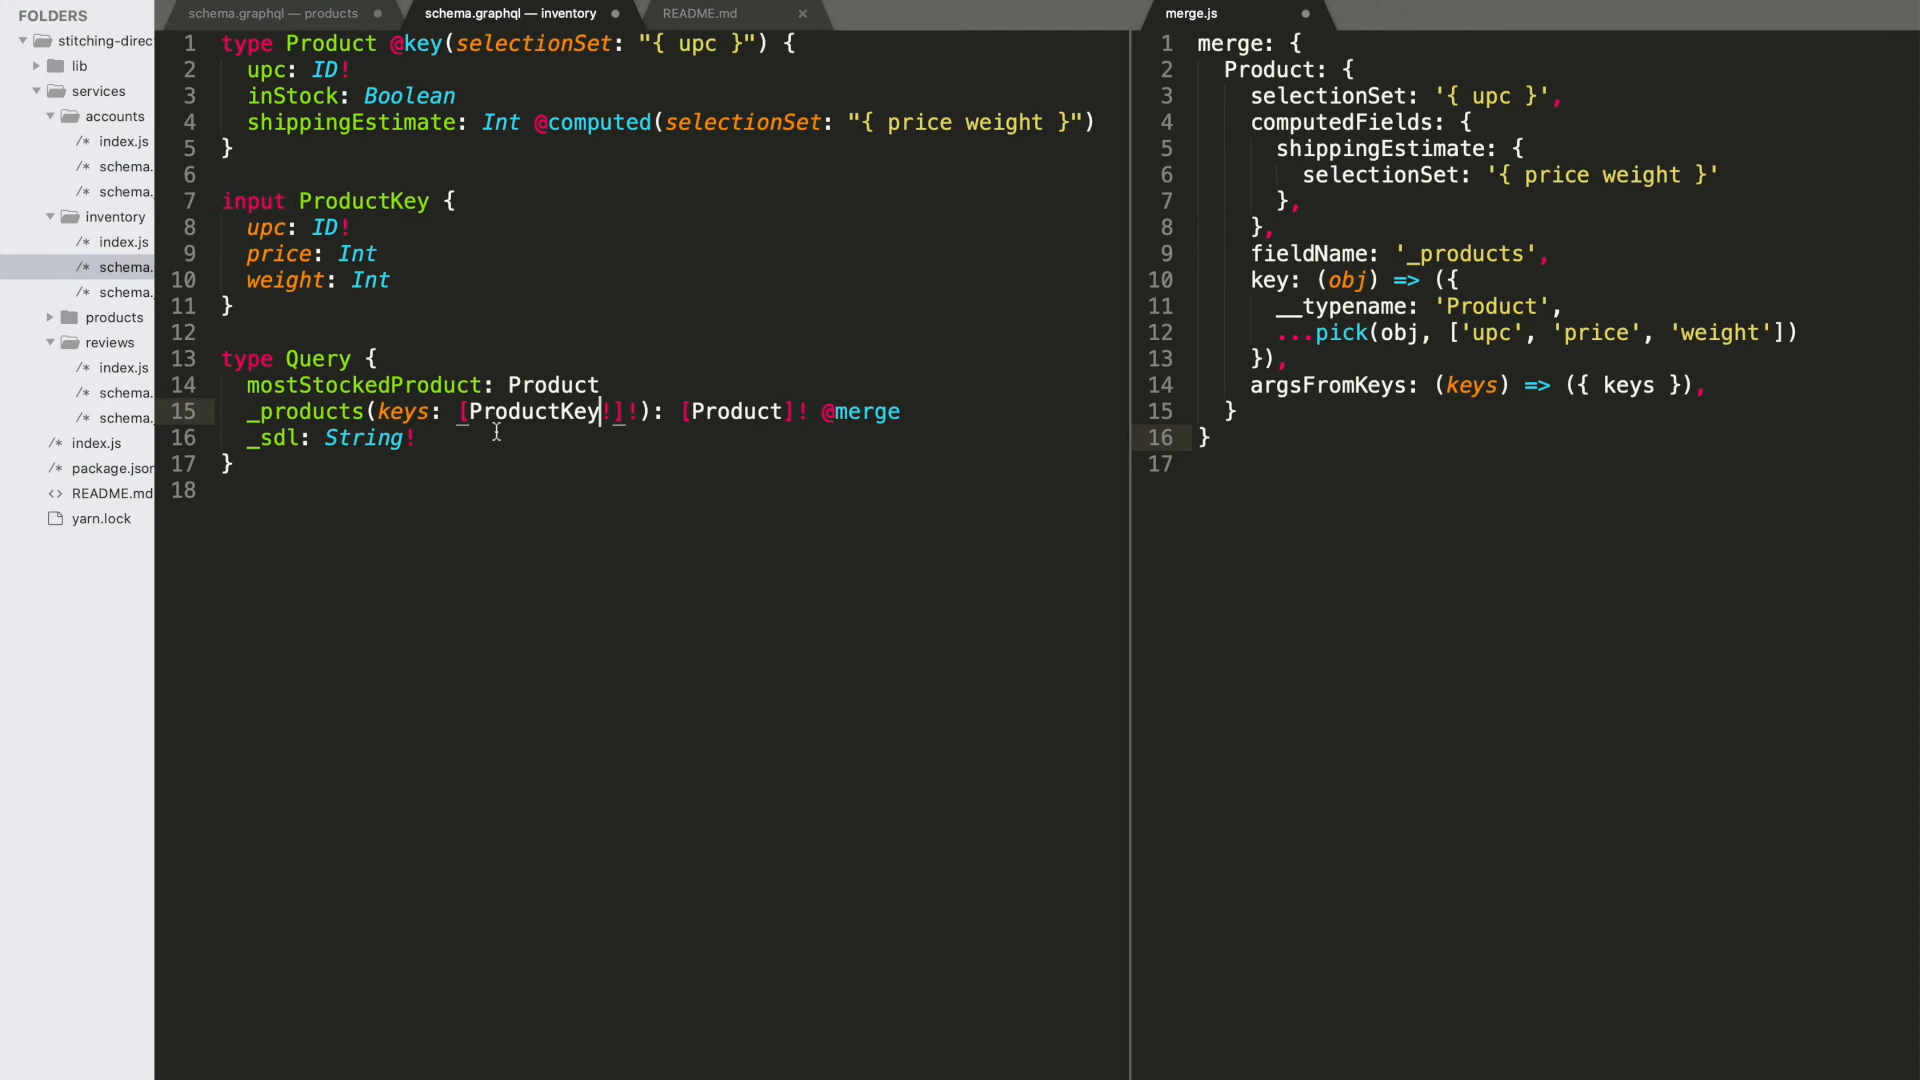 FOLDERS
stitching-direc
lib
services
accounts
/* index.js
/* schema.
/* schema.
inventory
/* index.js
/* schema.
/* schema.
products
reviews
/* index.js
/* schema.
/* schema.
/* index.js
/* package.json
<> README.md
yarn.lock
schema.graphql — products
schema.graphql — inventory
README.md
1 type Product @key(selectionSet: "{ upc }") {
2 upc: ID!
3 inStock: Boolean
4 shippingEstimate: Int @computed(selectionSet: "{ price weight }")
5 }
6
7 input ProductKey {
8 upc: ID!
9 price: Int
10 weight: Int
11 }
12
13 type Query {
14 mostStockedProduct: Product
15 _products(keys: [ProductKey!]!): [Product]! @merge
16 _sdl: String!
17 }
18
merge.js
1 merge: {
2 Product: {
3 selectionSet: '{ upc }',
4 computedFields: {
5 shippingEstimate: {
6 selectionSet: '{ price weight }'
7 },
8 },
9 fieldName: '_products',
10 key: (obj) => ({
11 __typename: 'Product',
12 ...pick(obj, ['upc', 'price', 'weight'])
13 }),
14 argsFromKeys: (keys) => ({ keys }),
15 }
16 }
17